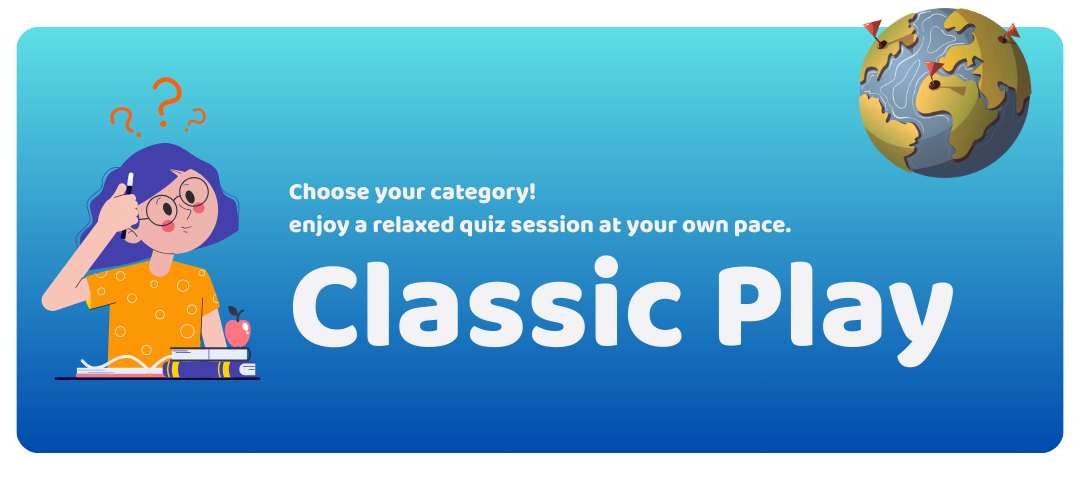 Choose your category!
enjoy a relaxed quiz session at your own pace.
Classic Play